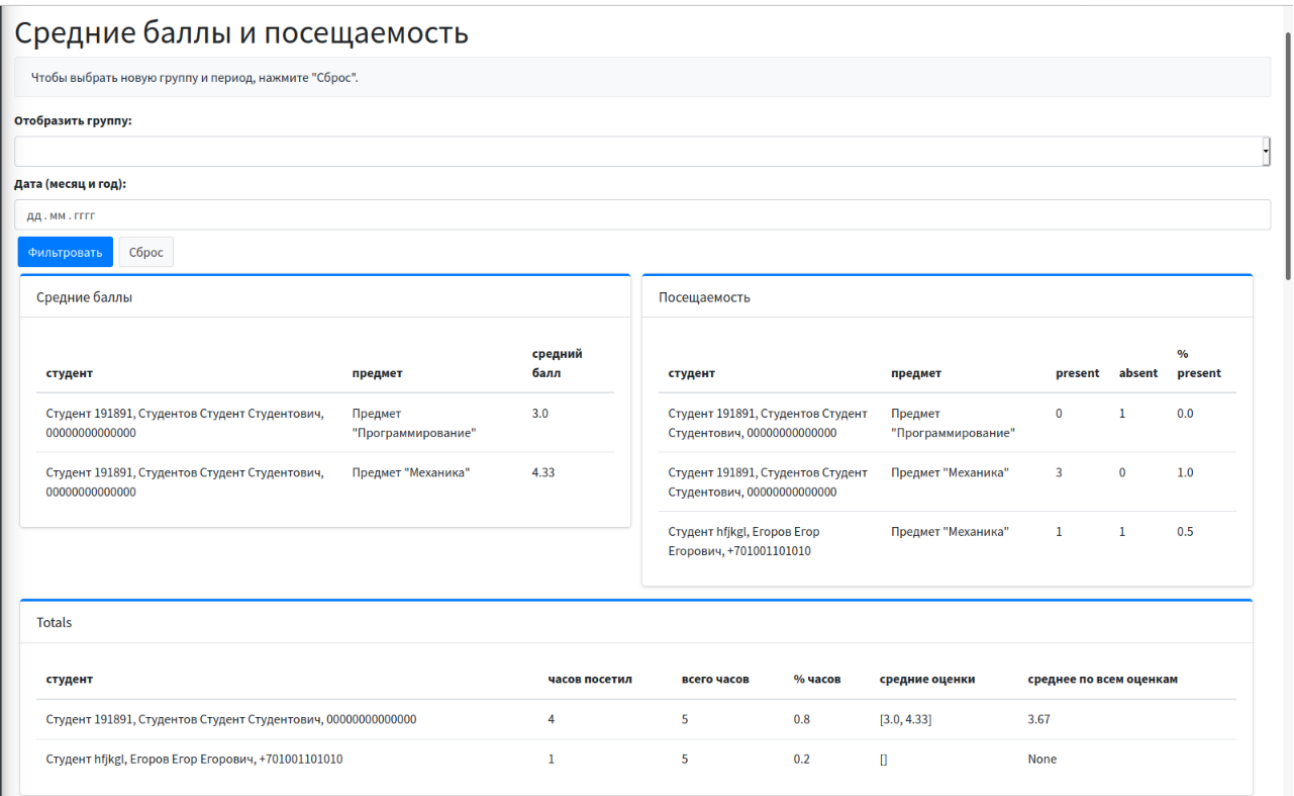 Средние баллы и посещаемость
Чтобы выбрать новую группу и период, нажмите "Сброс".
Отобразить группу:
Дата (месяц и год):
дд . мм . гггг
Фильтровать Сброс
Средние баллы
студент предмет средний балл
Студент 191891, Студентов Студент Студентович, Предмет 3.0
00000000000000 "Программирование"
Студент 191891, Студентов Студент Студентович, Предмет "Механика" 4.33
00000000000000
Посещаемость
студент предмет present absent % present
Студент 191891, Студентов Студент Предмет 0 1 0.0
Студентович, 00000000000000 "Программирование"
Студент 191891, Студентов Студент Предмет "Механика" 3 0 1.0
Студентович, 00000000000000
Студент hfjkgl, Егоров Егор Предмет "Механика" 1 1 0.5
Егорович, +701001101010
Totals
студент часов посетил всего часов % часов средние оценки среднее по всем оценкам
Студент 191891, Студентов Студент Студентович, 00000000000000 4 5 0.8 [3.0, 4.33] 3.67
Студент hfjkgl, Егоров Егор Егорович, +701001101010 1 5 0.2 [] None